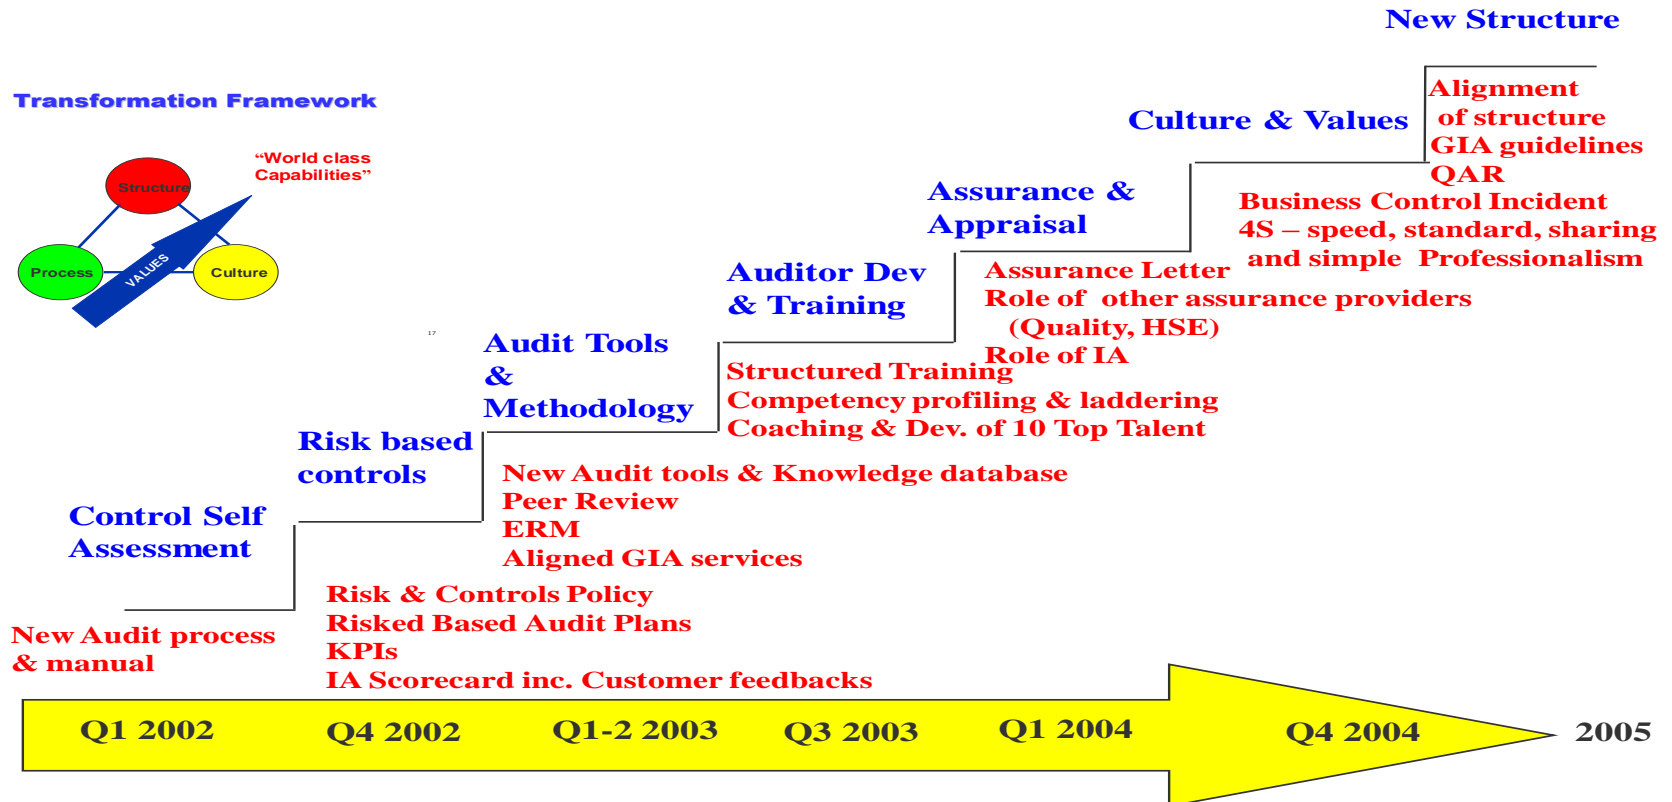 New Structure
Transformation Framework
“World class
Capabilities”
Structure
Process
VALUES
Culture
17
Control Self
Assessment
New Audit process
& manual
Risk based
controls
Risk & Controls Policy
Risked Based Audit Plans
KPIs
IA Scorecard inc. Customer feedbacks
Audit Tools
&
Methodology
New Audit tools & Knowledge database
Peer Review
ERM
Aligned GIA services
Auditor Dev
& Training
Structured Training
Competency profiling & laddering
Coaching & Dev. of 10 Top Talent
Assurance &
Appraisal
Assurance Letter
Role of other assurance providers
(Quality, HSE)
Role of IA
Culture & Values
Business Control Incident
4S – speed, standard, sharing
and simple Professionalism
Alignment
of structure
GIA guidelines
QAR
Q1 2002
Q4 2002
Q1-2 2003
Q3 2003
Q1 2004
Q4 2004
2005